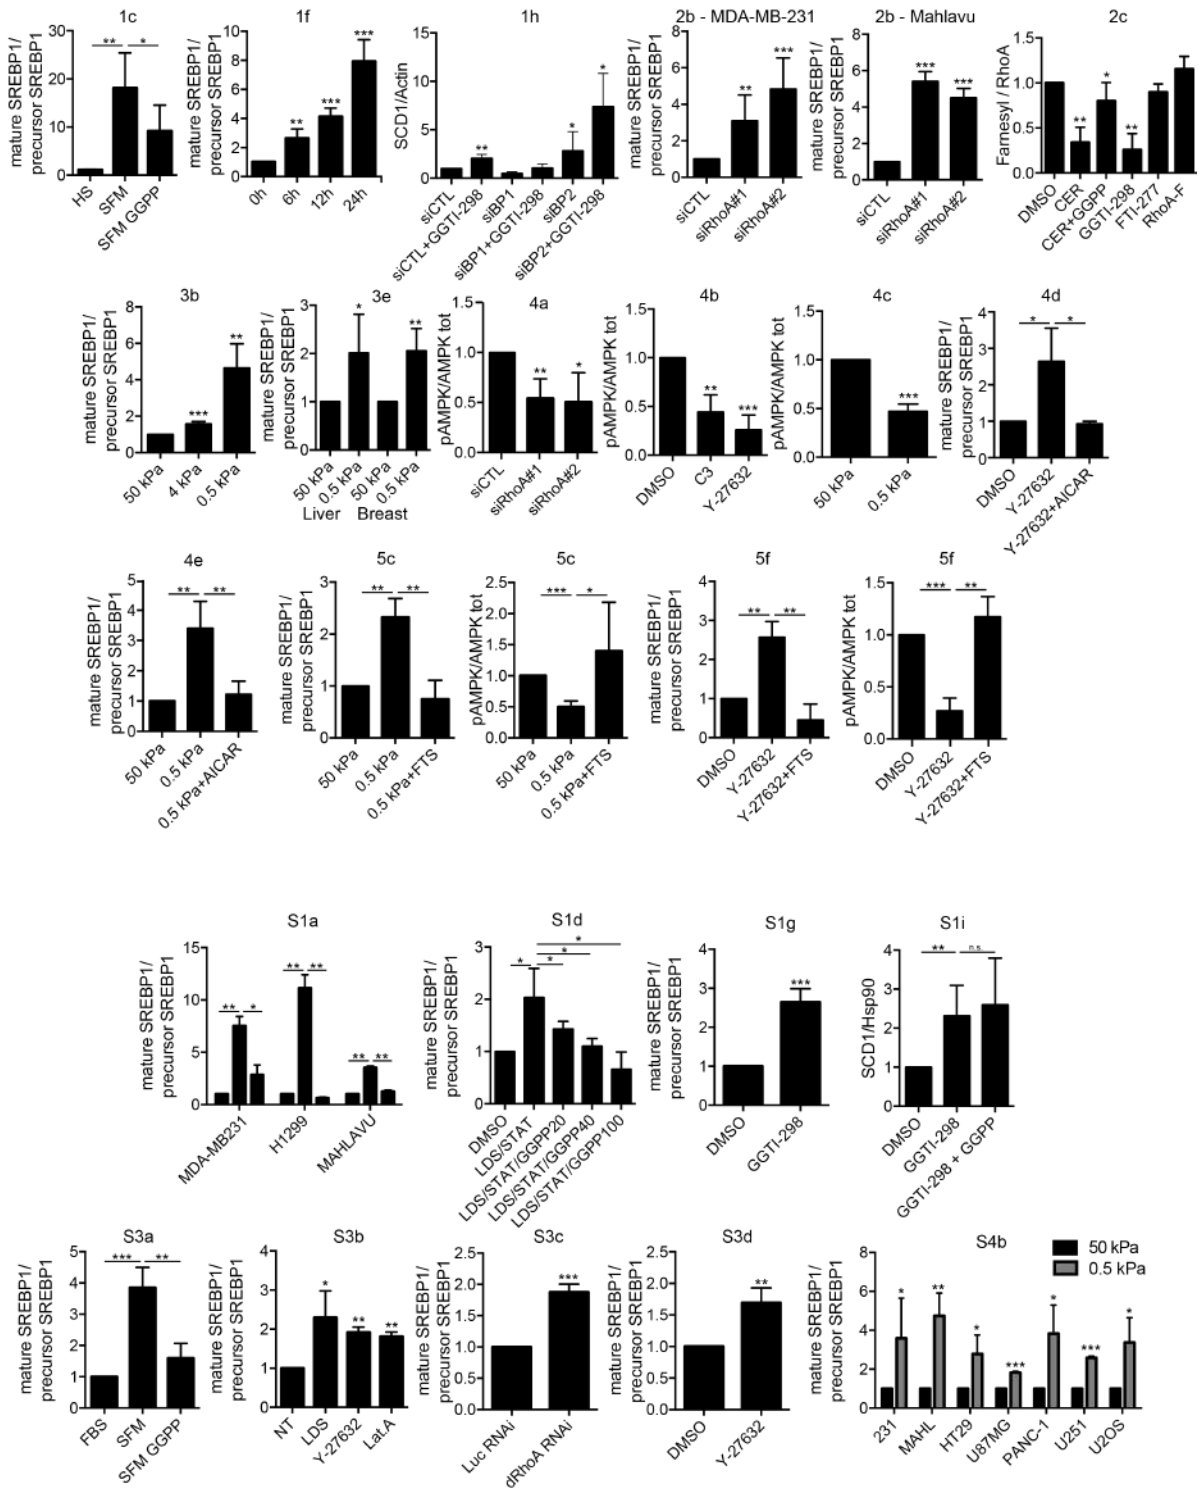 1c
mature SREBP1/
precursor SREBP1
30
20
10
0
** *
HS
SFM
SFM GGPP
1f
mature SREBP1/
precursor SREBP1
10
8
6
4
2
0
** *** ***
0h
6h
12h
24h
1h
SCD1/Actin
15
10
5
0
** * *
siCTL
siCTL+GGTI-298
siBP1
siBP1+GGTI-298
siBP2
siBP2+GGTI-298
2b - MDA-MB-231
mature SREBP1/
precursor SREBP1
8
6
4
2
0
** ***
siCTL
siRhoA#1
siRhoA#2
2b - Mahlavu
mature SREBP1/
precursor SREBP1
8
6
4
2
0
*** ***
siCTL
siRhoA#1
siRhoA#2
2c
Farnesyl / RhoA
1.5
1.0
0.5
0.0
** * **
DMSO
CER
CER+GGPP
GGTI-298
FTI-277
RhoA-F
3b
mature SREBP1/
precursor SREBP1
8
6
4
2
0
*** **
50 kPa
4 kPa
0.5 kPa
3e
mature SREBP1/
precursor SREBP1
3
2
1
0
* **
50 kPa
0.5 kPa
50 kPa
0.5 kPa
Liver Breast
4a
pAMPK/AMPK tot
1.5
1.0
0.5
0.0
** *
siCTL
siRhoA#1
siRhoA#2
4b
pAMPK/AMPK tot
1.5
1.0
0.5
0.0
** ***
DMSO
C3
Y-27632
4c
pAMPK/AMPK tot
1.5
1.0
0.5
0.0
***
50 kPa
0.5 kPa
4d
mature SREBP1/
precursor SREBP1
4
3
2
1
0
* *
DMSO
Y-27632
Y-27632+AICAR
4e
mature SREBP1/
precursor SREBP1
5
4
3
2
1
0
** **
50 kPa
0.5 kPa
0.5 kPa+AICAR
5c
mature SREBP1/
precursor SREBP1
3
2
1
0
** **
50 kPa
0.5 kPa
0.5 kPa+FTS
5c
pAMPK/AMPK tot
2.5
2.0
1.5
1.0
0.5
0.0
*** *
50 kPa
0.5 kPa
0.5 kPa+FTS
5f
mature SREBP1/
precursor SREBP1
4
3
2
1
0
** **
DMSO
Y-27632
Y-27632+FTS
5f
pAMPK/AMPK tot
1.5
1.0
0.5
0.0
*** **
DMSO
Y-27632
Y-27632+FTS
S1a
mature SREBP1/
precursor SREBP1
15
10
5
0
** * ** ** ** **
MDA-MB231
H1299
MAHLAVU
S1d
mature SREBP1/
precursor SREBP1
3
2
1
0
* * * *
DMSO
LDS/STAT
LDS/STAT/GGPP20
LDS/STAT/GGPP40
LDS/STAT/GGPP100
S1g
mature SREBP1/
precursor SREBP1
4
3
2
1
0
***
DMSO
GGTI-298
S1i
SCD1/Hsp90
4
3
2
1
0
** n.s.
DMSO
GGTI-298
GGTI-298 + GGPP
S3a
mature SREBP1/
precursor SREBP1
5
4
3
2
1
0
*** **
FBS
SFM
SFM GGPP
S3b
mature SREBP1/
precursor SREBP1
4
3
2
1
0
* ** **
NT
LDS
Y-27632
Lat.A
S3c
mature SREBP1/
precursor SREBP1
2.5
2.0
1.5
1.0
0.5
0.0
***
Luc RNAi
dRhoA RNAi
S3d
mature SREBP1/
precursor SREBP1
2.5
2.0
1.5
1.0
0.5
0.0
**
DMSO
Y-27632
S4b
50 kPa
0.5 kPa
mature SREBP1/
precursor SREBP1
8
6
4
2
0
* ** * *** * *** *
231
MAHL
HT29
U87MG
PANC-1
U251
U2OS